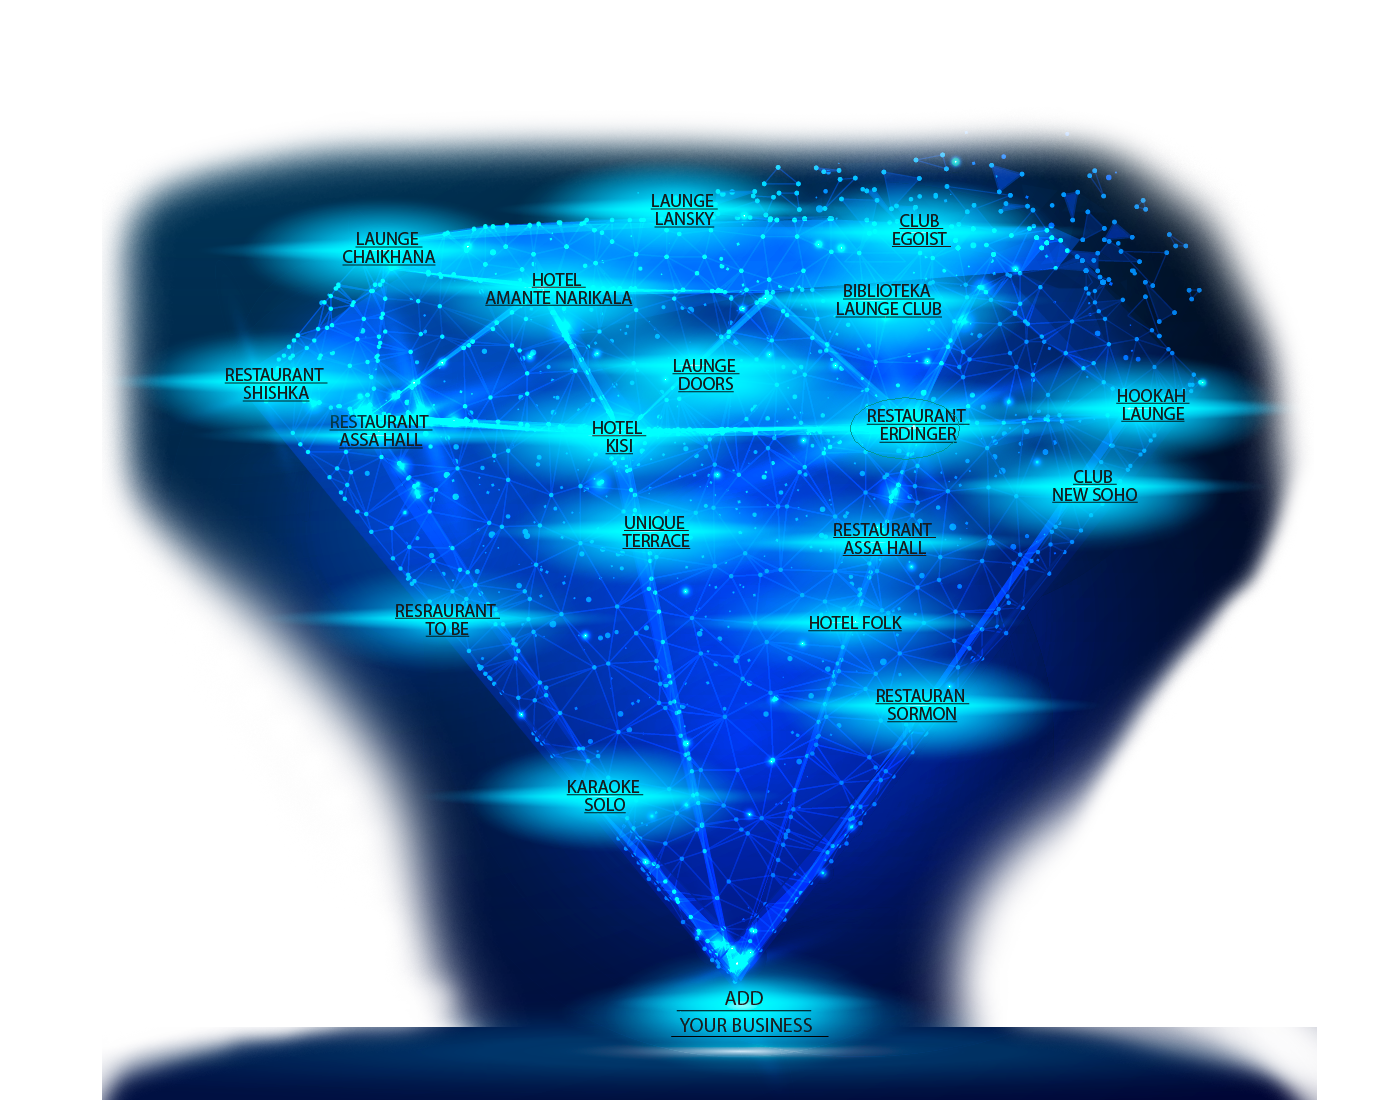 LAUNGE
LANSKY
CLUB
EGOIST
LAUNGE
CHAIKHANA
HOTEL
AMANTE NARIKALA
BIBLIOTEKA
LAUNGE CLUB
LAUNGE
DOORS
RESTAURANT
SHISHKA
HOOKAH
LAUNGE
RESTAURANT
ASSA HALL
HOTEL
KISI
RESTAURANT
ERDINGER
CLUB
NEW SOHO
UNIQUE
TERRACE
RESTAURANT
ASSA HALL
RESRAURANT
TO BE
HOTEL FOLK
RESTAURAN
SORMON
KARAOKE
SOLO
ADD
YOUR BUSINESS